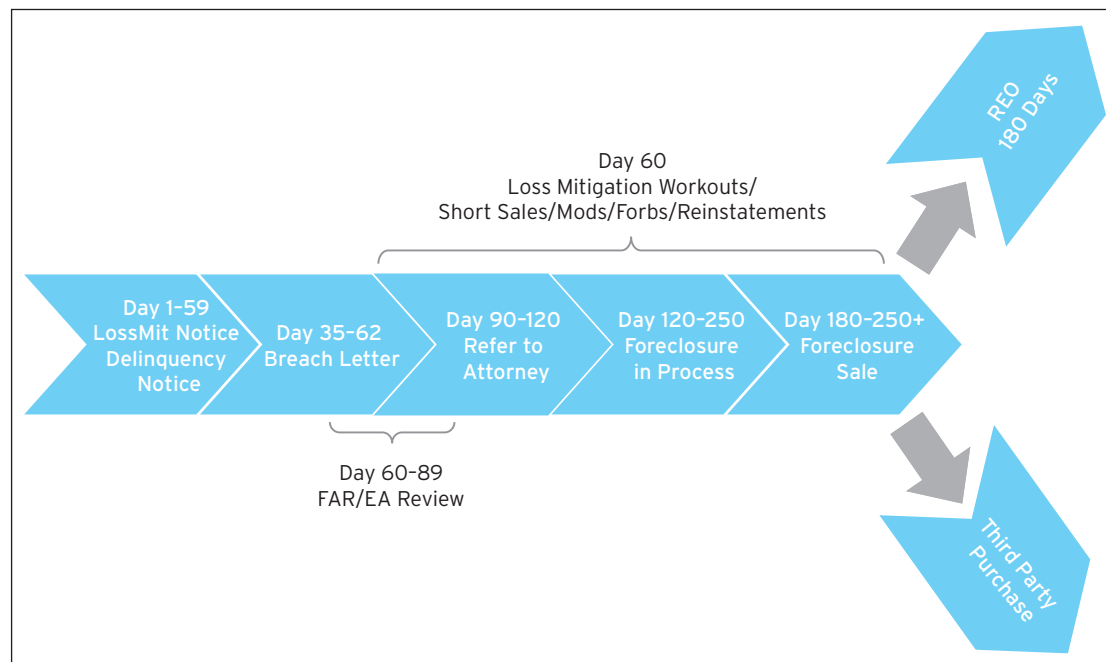 Day 60
Loss Mitigation Workouts/
Short Sales/Mods/Forbs/Reinstatements
Day 1–59
LossMit Notice
Delinquency
Notice
Day 35–62
Breach Letter
Day 90–120
Refer to
Attorney
Day 120–250
Foreclosure
in Process
Day 180–250+
Foreclosure
Sale
Day 60–89
FAR/EA Review
REO
180 Days
Third Party
Purchase